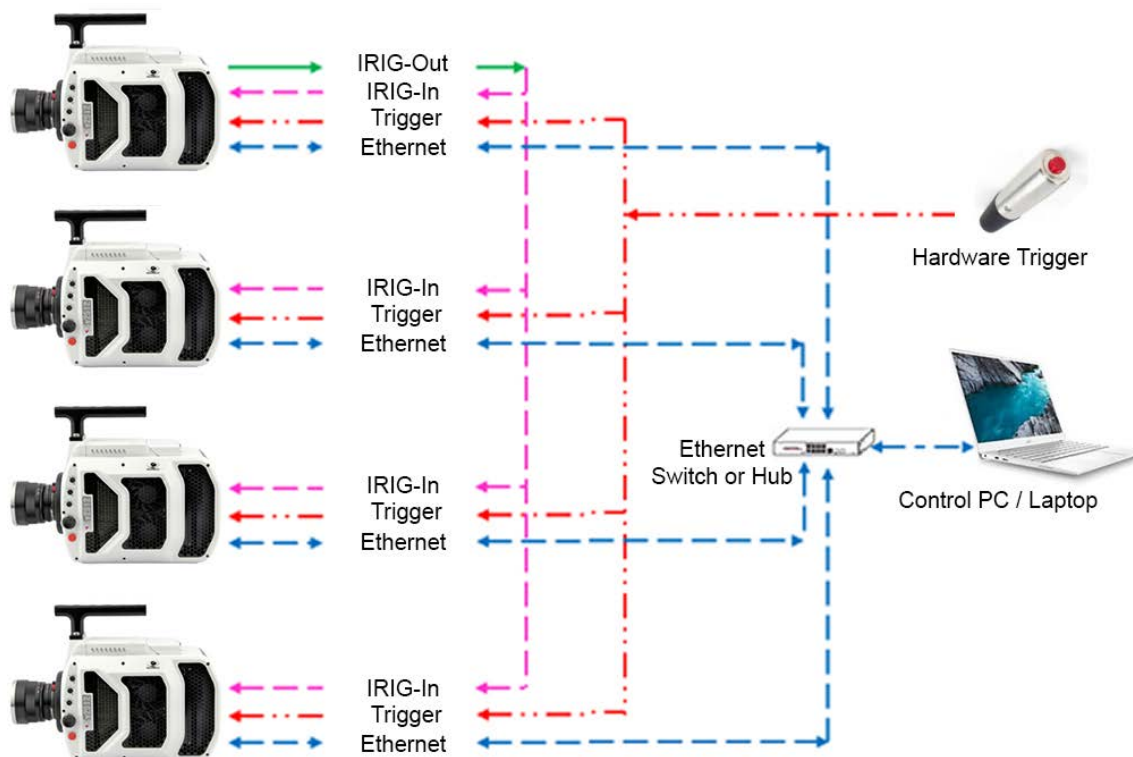 IRIG-Out
IRIG-In
Trigger
Ethernet
Hardware Trigger
IRIG-In
Trigger
Ethernet
Ethernet
Switch or Hub
Control PC / Laptop
IRIG-In
Trigger
Ethernet
IRIG-In
Trigger
Ethernet